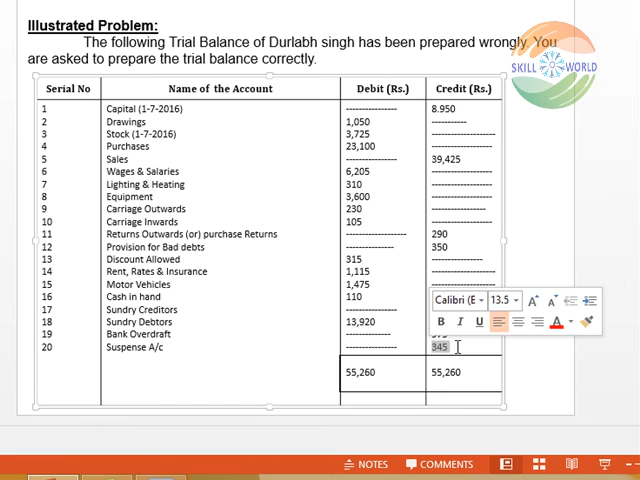 Illustrated Problem:
The following Trial Balance of Durlabh singh has been prepared wrongly. You
are asked to prepare the trial balance correctly.
SKILL WORLD
Serial No Name of the Account Debit (Rs.) Credit (Rs.)
1 Capital (1-7-2016) ---------------- 8.950
2 Drawings 1,050 -----------
3 Stock (1-7-2016) 3,725 --------------------
4 Purchases 23,100 -------------------
5 Sales ---------------- 39,425
6 Wages & Salaries 6,205 -------------------
7 Lighting & Heating 310 --------------------
8 Equipment 3,600 -------------------
9 Carriage Outwards 230 -----------------
10 Carriage Inwards 105 -------------------
11 Returns Outwards (or) purchase Returns ------------------- 290
12 Provision for Bad debts --------------- 350
13 Discount Allowed 315 ----------------
14 Rent, Rates & Insurance 1,115 --------------------
15 Motor Vehicles 1,475 --------------------
16 Cash in hand 110
17 Sundry Creditors ----------------
18 Sundry Debtors 13,920
19 Bank Overdraft ---------------
20 Suspense A/c ---------------- 345
55,260 55,260
Calibri (E 13.5 A A
B I U A
NOTES COMMENTS